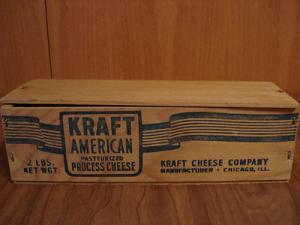 KRAFT
AMERICAN
PASTEURIZED
PROCESS CHEESE
2 LBS.
NET WGT.
KRAFT CHEESE COMPANY
MANUFACTURER • CHICAGO, ILL.